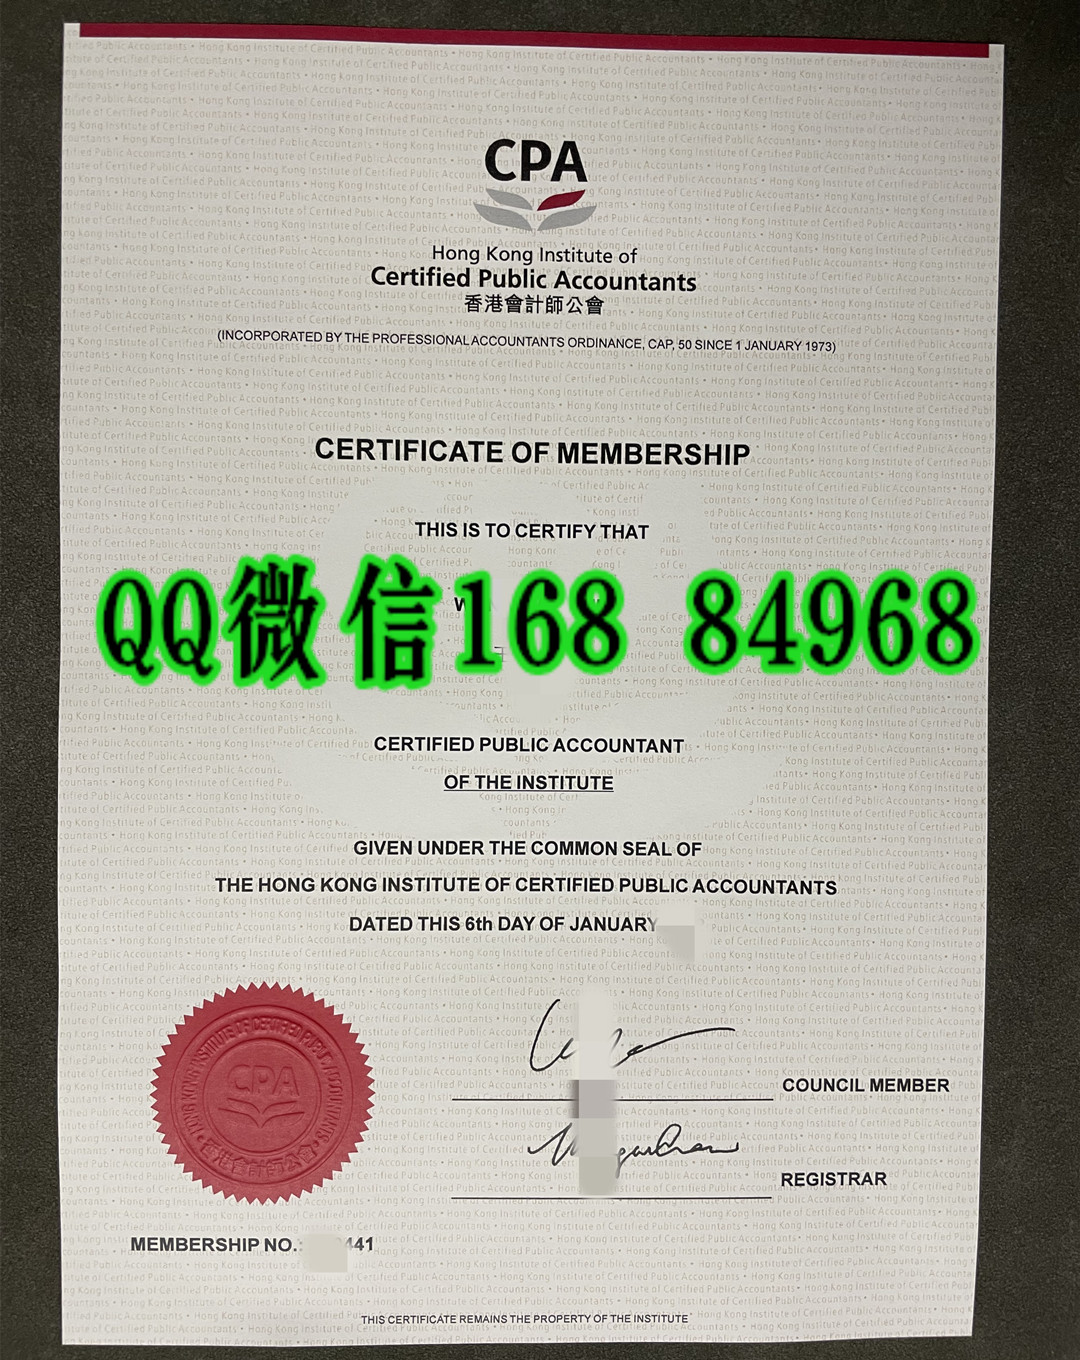 CPA
Hong Kong Institute of
Certified Public Accountants
香港會計師公會
(INCORPORATED BY THE PROFESSIONAL ACCOUNTANTS ORDINANCE, CAP, 50 SINCE 1 JANUARY 1973)
CERTIFICATE OF MEMBERSHIP
THIS IS TO CERTIFY THAT
QQ微信168 84968
CERTIFIED PUBLIC ACCOUNTANT
OF THE INSTITUTE
GIVEN UNDER THE COMMON SEAL OF
THE HONG KONG INSTITUTE OF CERTIFIED PUBLIC ACCOUNTANTS
DATED THIS 6th DAY OF JANUARY
CPA
COUNCIL MEMBER
REGISTRAR
MEMBERSHIP NO.: 441
THIS CERTIFICATE REMAINS THE PROPERTY OF THE INSTITUTE